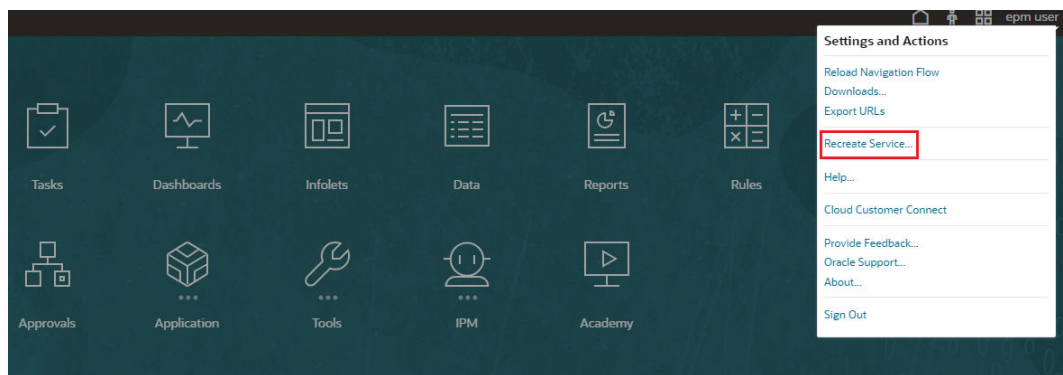 epm user
Settings and Actions
Reload Navigation Flow
Downloads...
Export URLs
Recreate Service...
Help...
Cloud Customer Connect
Provide Feedback...
Oracle Support...
About...
Sign Out
Tasks
Dashboards
Infolets
Data
Reports
Rules
Approvals
Application
Tools
IPM
Academy